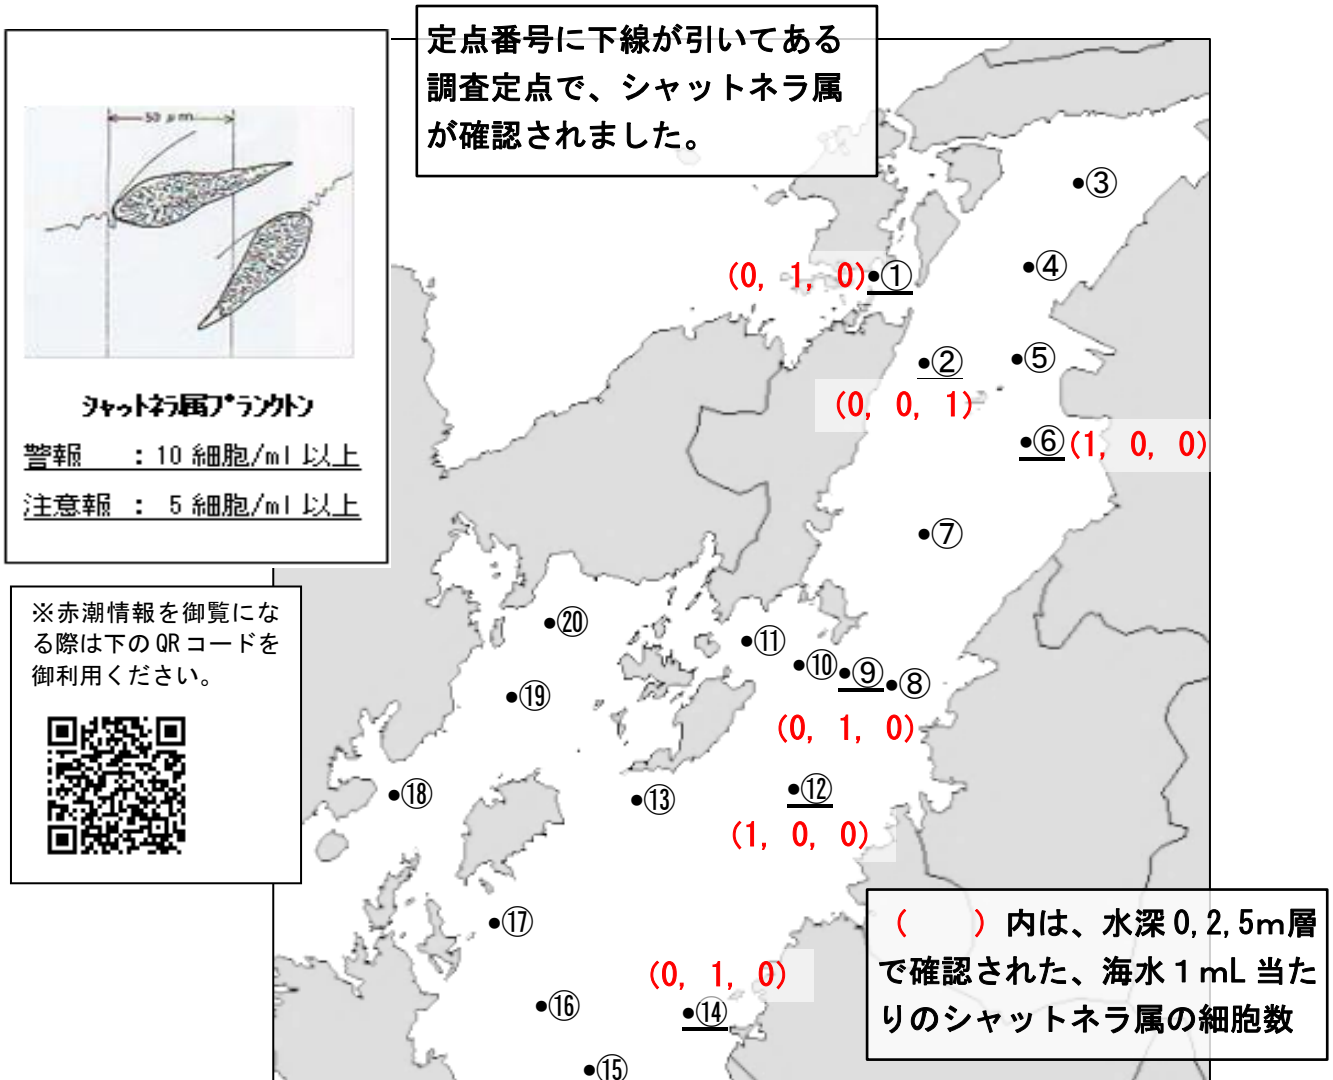 定点番号に下線が引いてある
調査定点で、シャットネラ属
が確認されました。
50 μm
シャットネラ属プランクトン
警報 : 10 細胞/ml 以上
注意報 : 5 細胞/ml 以上
※赤潮情報を御覧にな
る際は下のQRコードを
御利用ください。
③
④
(0, 1, 0) ①
②
⑤
(0, 0, 1)
⑥ (1, 0, 0)
⑦
⑳
⑪
⑩
⑨
⑧
⑲
(0, 1, 0)
⑱
⑬
⑫
(1, 0, 0)
⑰
(0, 1, 0)
⑯
⑭
⑮
( )内は、水深0,2,5m層
で確認された、海水1mL当た
りのシャットネラ属の細胞数